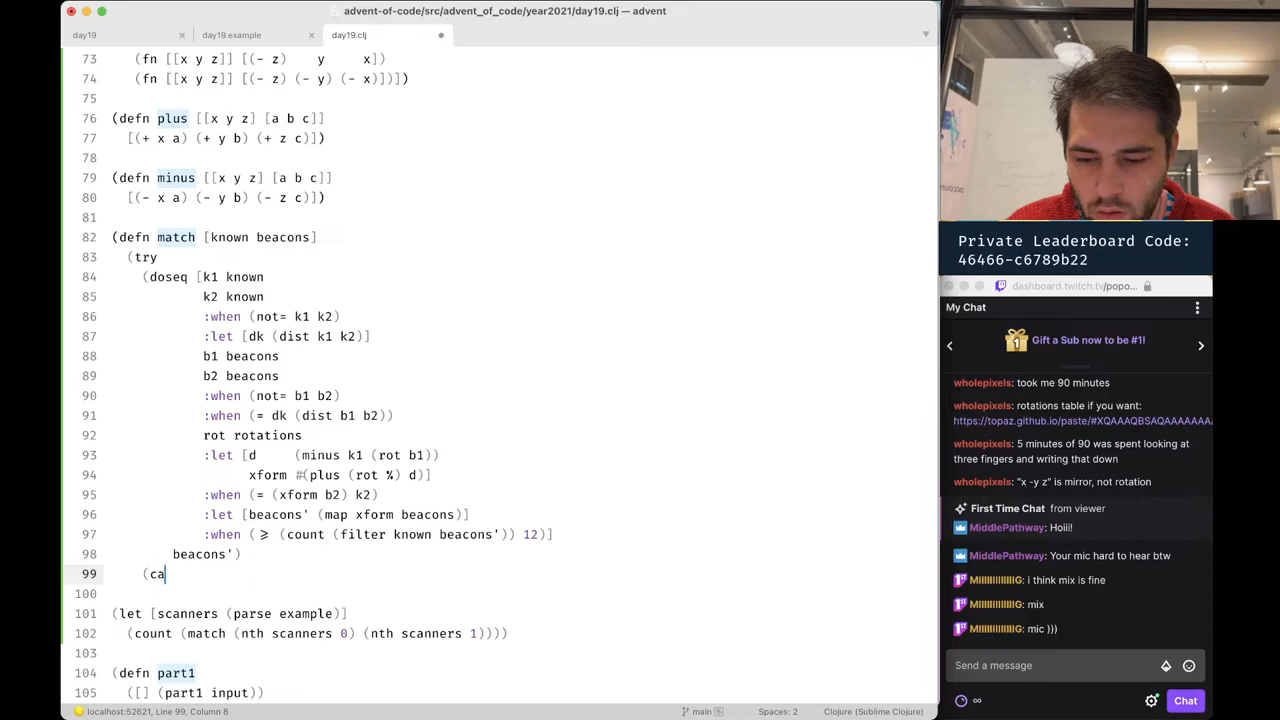 advent-of-code/src/advent_of_code/year2021/day19.clj — advent
day19
day19.example
day19.clj
73 (fn [[x y z]] [(- z) y x])
74 (fn [[x y z]] [(- z) (- y) (- x)])])
75
76 (defn plus [[x y z] [a b c]]
77 [(+ x a) (+ y b) (+ z c)])
78
79 (defn minus [[x y z] [a b c]]
80 [(- x a) (- y b) (- z c)])
81
82 (defn match [known beacons]
83 (try
84 (doseq [k1 known
85 k2 known
86 :when (not= k1 k2)
87 :let [dk (dist k1 k2)]
88 b1 beacons
89 b2 beacons
90 :when (not= b1 b2)
91 :when (= dk (dist b1 b2))
92 rot rotations
93 :let [d (minus k1 (rot b1))
94 xform #(plus (rot %) d)]
95 :when (= (xform b2) k2)
96 :let [beacons' (map xform beacons)]
97 :when (>= (count (filter known beacons')) 12)]
98 beacons')
99 (ca
100
101 (let [scanners (parse example)]
102 (count (match (nth scanners 0) (nth scanners 1))))
103
104 (defn part1
105 ([] (part1 input))
localhost:52621, Line 99, Column 8
main 6
Spaces: 2
Clojure (Sublime Clojure)
Private Leaderboard Code:
46466-c6789b22
dashboard.twitch.tv/popo...
My Chat
1
Gift a Sub now to be #1!
wholepixels: took me 90 minutes
wholepixels: rotations table if you want:
https://topaz.github.io/paste/#XQAAAQBSAQAAAAAAA
wholepixels: 5 minutes of 90 was spent looking at
three fingers and writing that down
wholepixels: "x -y z" is mirror, not rotation
First Time Chat from viewer
MiddlePathway: Hoiii!
MiddlePathway: Your mic hard to hear btw
: i think mix is fine
: mix
: mic )))
Send a message
∞
Chat